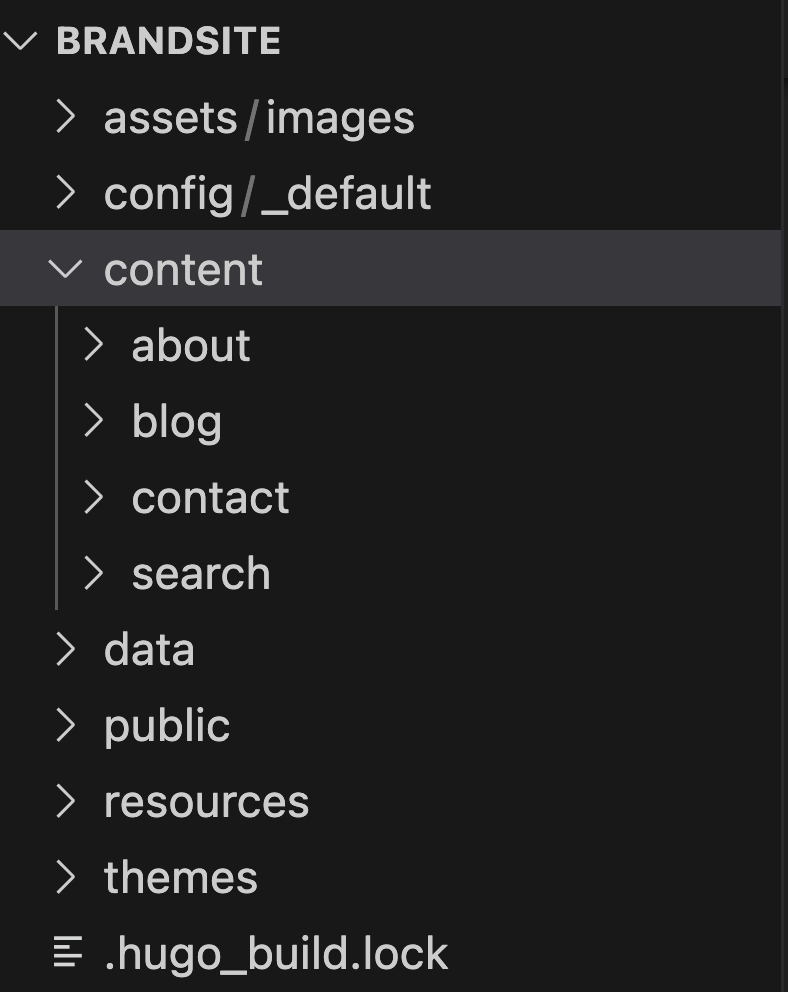 BRANDSITE
assets/images
config/_default
content
about
blog
contact
search
data
public
resources
themes
.hugo_build.lock